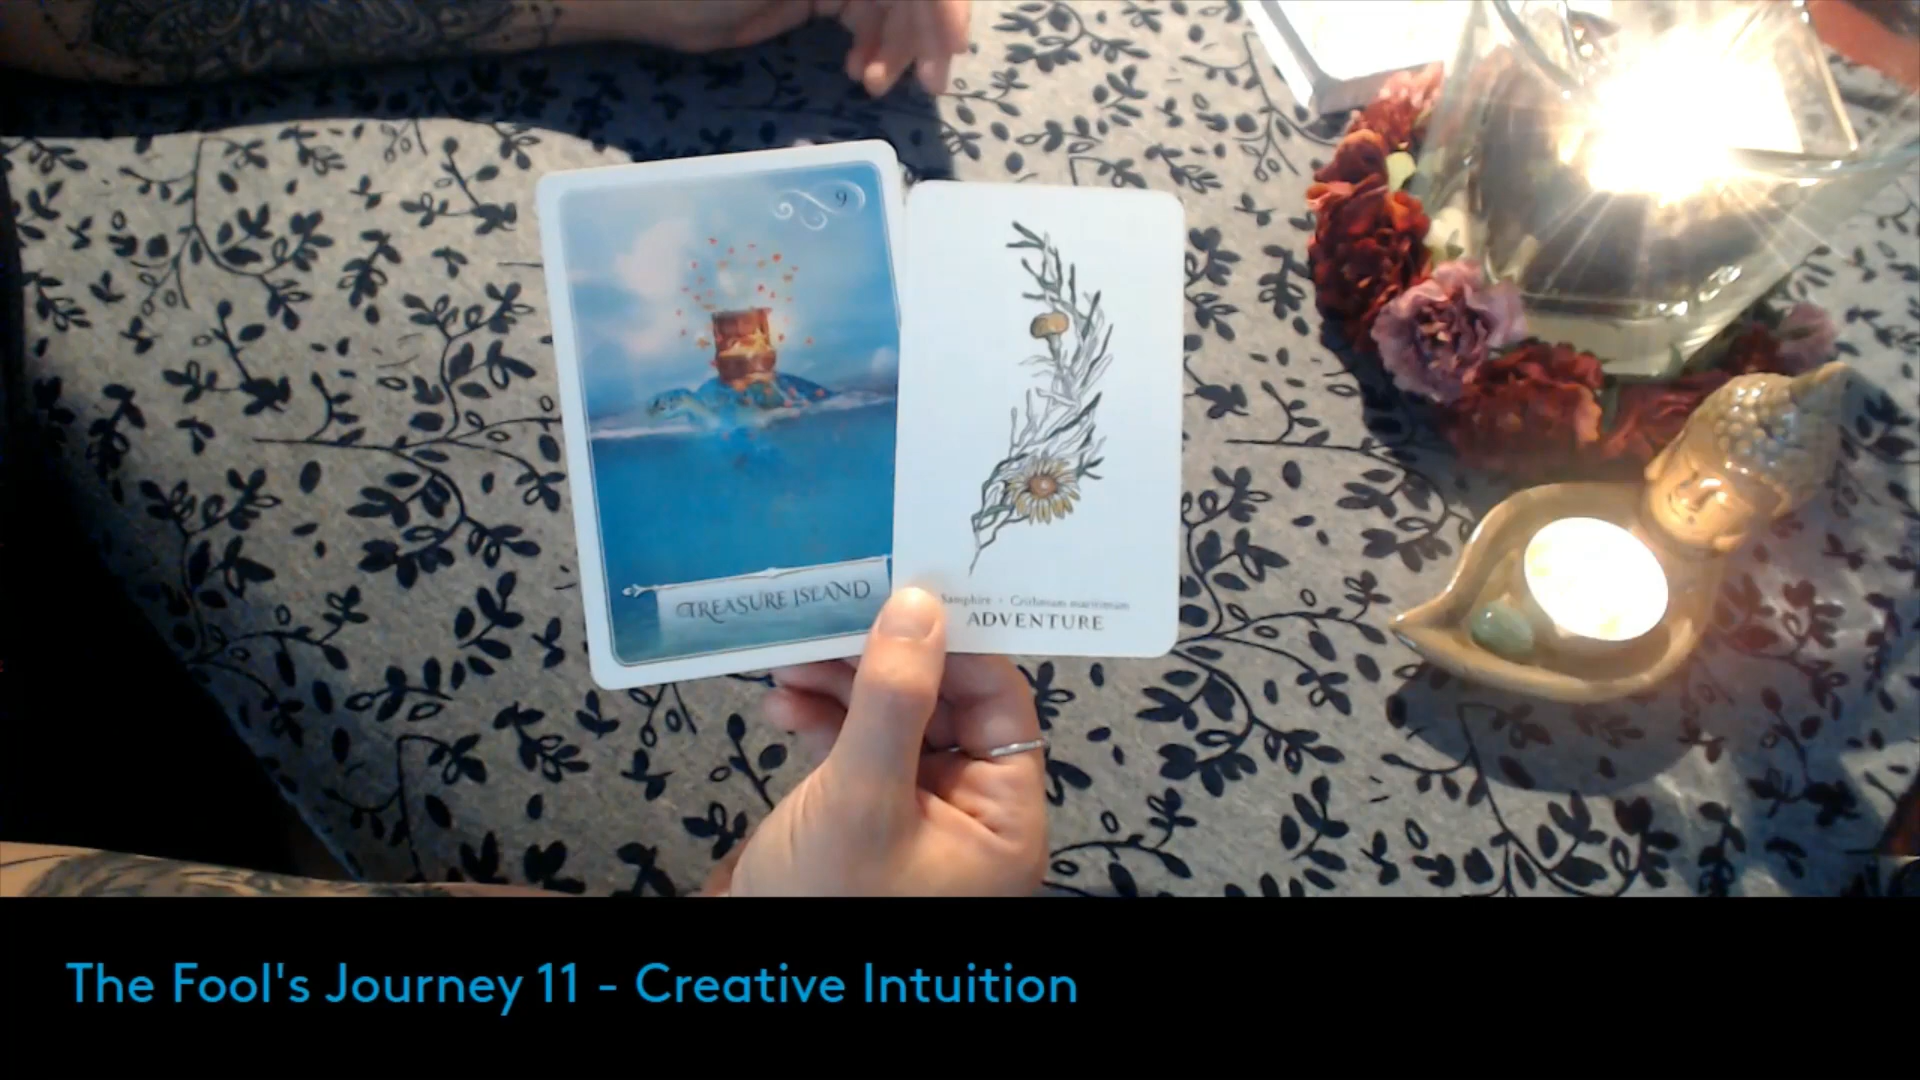 9
TREASURE ISLAND
Samphire • Crithmum maritimum
ADVENTURE
The Fool's Journey 11 - Creative Intuition